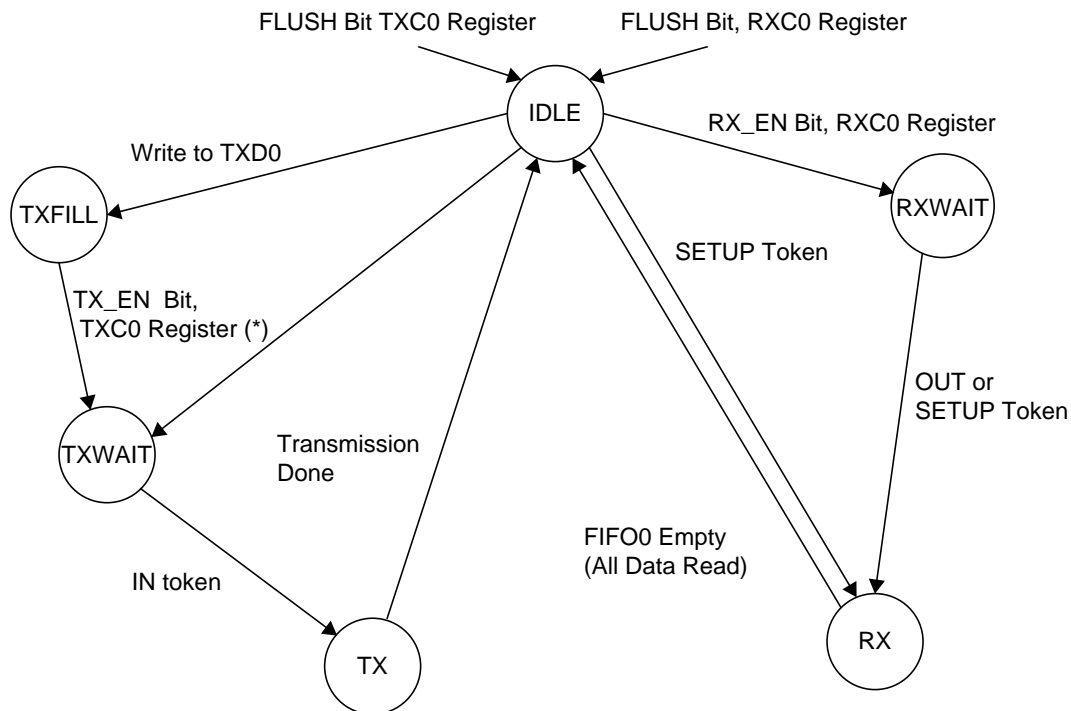 FLUSH Bit TXC0 Register
FLUSH Bit, RXC0 Register
IDLE
RX_EN Bit, RXC0 Register
Write to TXD0
TXFILL
RXWAIT
SETUP Token
TX_EN Bit,
TXC0 Register (*)
OUT or
SETUP Token
TXWAIT
Transmission
Done
FIFO0 Empty
(All Data Read)
IN token
TX
RX